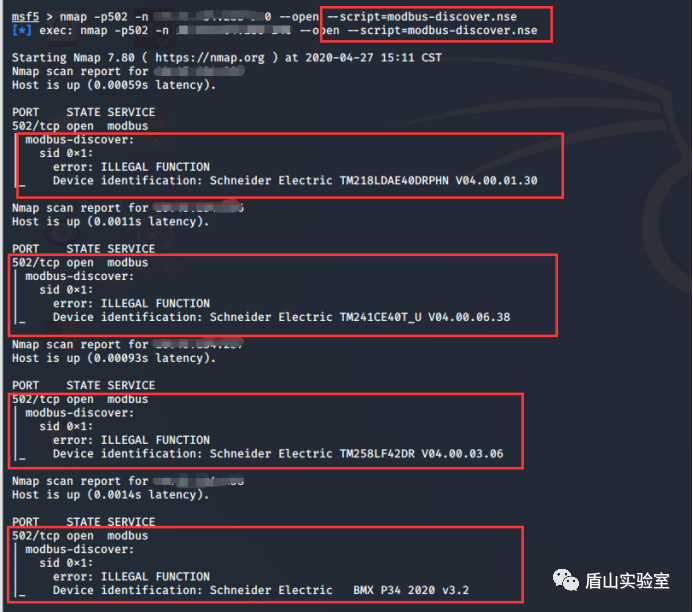 msf5 > nmap -p502 -n --open --script=modbus-discover.nse
[*] exec: nmap -p502 -n --open --script=modbus-discover.nse
Starting Nmap 7.80 ( https://nmap.org ) at 2020-04-27 15:11 CST
Nmap scan report for
Host is up (0.00059s latency).
PORT    STATE SERVICE
502/tcp open  modbus
| modbus-discover:
|   sid 0×1:
|     error: ILLEGAL FUNCTION
|_    Device identification: Schneider Electric TM218LDAE40DRPHN V04.00.01.30
Nmap scan report for
Host is up (0.0011s latency).
PORT    STATE SERVICE
502/tcp open  modbus
| modbus-discover:
|   sid 0×1:
|     error: ILLEGAL FUNCTION
|_    Device identification: Schneider Electric TM241CE40T_U V04.00.06.38
Nmap scan report for
Host is up (0.00093s latency).
PORT    STATE SERVICE
502/tcp open  modbus
| modbus-discover:
|   sid 0×1:
|     error: ILLEGAL FUNCTION
|_    Device identification: Schneider Electric TM258LF42DR V04.00.03.06
Nmap scan report for
Host is up (0.0014s latency).
PORT    STATE SERVICE
502/tcp open  modbus
| modbus-discover:
|   sid 0×1:
|     error: ILLEGAL FUNCTION
|_    Device identification: Schneider Electric   BMX P34 2020 v3.2
盾山实验室